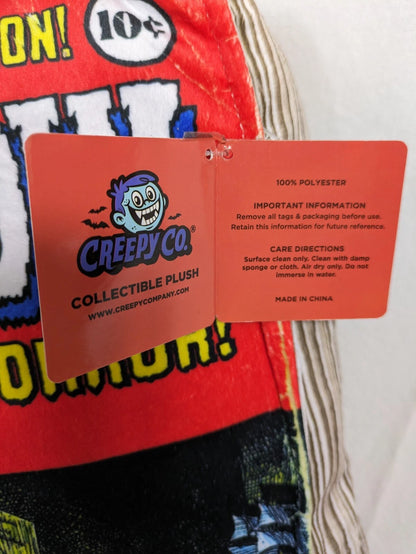 ON!
10¢
CREEPY CO.®
COLLECTIBLE PLUSH
WWW.CREEPYCOMPANY.COM
100% POLYESTER
IMPORTANT INFORMATION
Remove all tags & packaging before use.
Retain this information for future reference.
CARE DIRECTIONS
Surface clean only. Clean with damp
sponge or cloth. Air dry only. Do not
immerse in water.
MADE IN CHINA